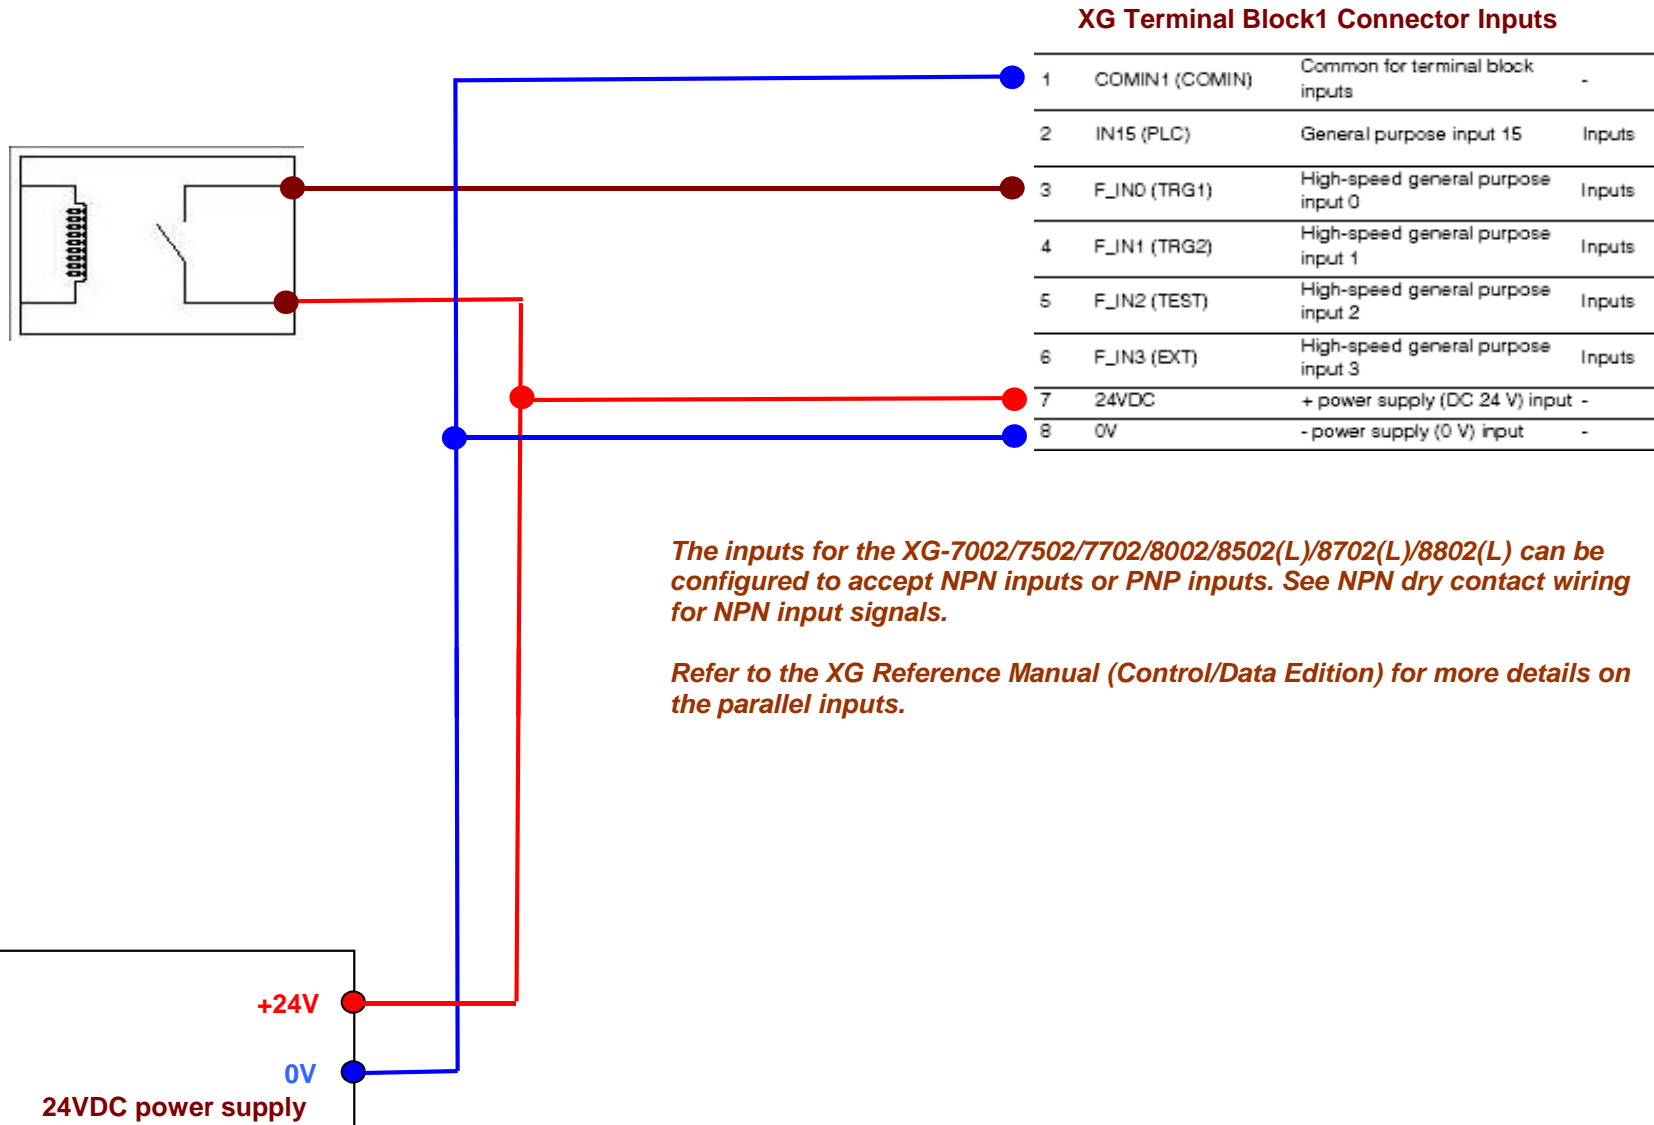 XG Terminal Block1 Connector Inputs
1 COMIN1 (COMIN) Common for terminal block inputs -
2 IN15 (PLC) General purpose input 15 Inputs
3 F_IN0 (TRG1) High-speed general purpose input 0 Inputs
4 F_IN1 (TRG2) High-speed general purpose input 1 Inputs
5 F_IN2 (TEST) High-speed general purpose input 2 Inputs
6 F_IN3 (EXT) High-speed general purpose input 3 Inputs
7 24VDC + power supply (DC 24 V) input -
8 0V - power supply (0 V) input -
The inputs for the XG-7002/7502/7702/8002/8502(L)/8702(L)/8802(L) can be
configured to accept NPN inputs or PNP inputs. See NPN dry contact wiring
for NPN input signals.
Refer to the XG Reference Manual (Control/Data Edition) for more details on
the parallel inputs.
+24V
0V
24VDC power supply